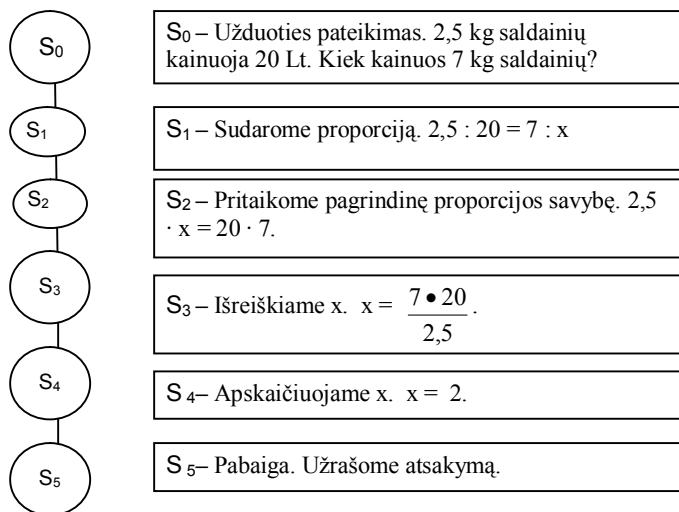 S0
S0 – Užduoties pateikimas. 2,5 kg saldainių
kainuoja 20 Lt. Kiek kainuos 7 kg saldainių?
S1
S1 – Sudarome proporciją. 2,5 : 20 = 7 : x
S2
S2 – Pritaikome pagrindinę proporcijos savybę. 2,5
· x = 20 · 7.
S3
S3 – Išreiškiame x. x = 7 • 20 / 2,5 .
S4
S 4– Apskaičiuojame x. x = 2.
S5
S 5– Pabaiga. Užrašome atsakymą.